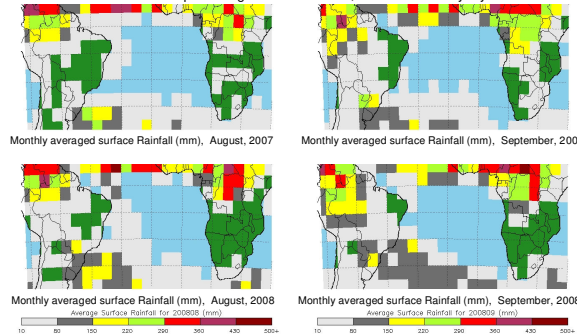 Monthly averaged surface Rainfall (mm), August, 2007
Monthly averaged surface Rainfall (mm), September, 200
Monthly averaged surface Rainfall (mm), August, 2008
Monthly averaged surface Rainfall (mm), September, 2008
Average Surface Rainfall for 200808 (mm)
Average Surface Rainfall for 200809 (mm)
10 80 150 220 290 360 430 500+
10 80 150 220 290 360 430 500+